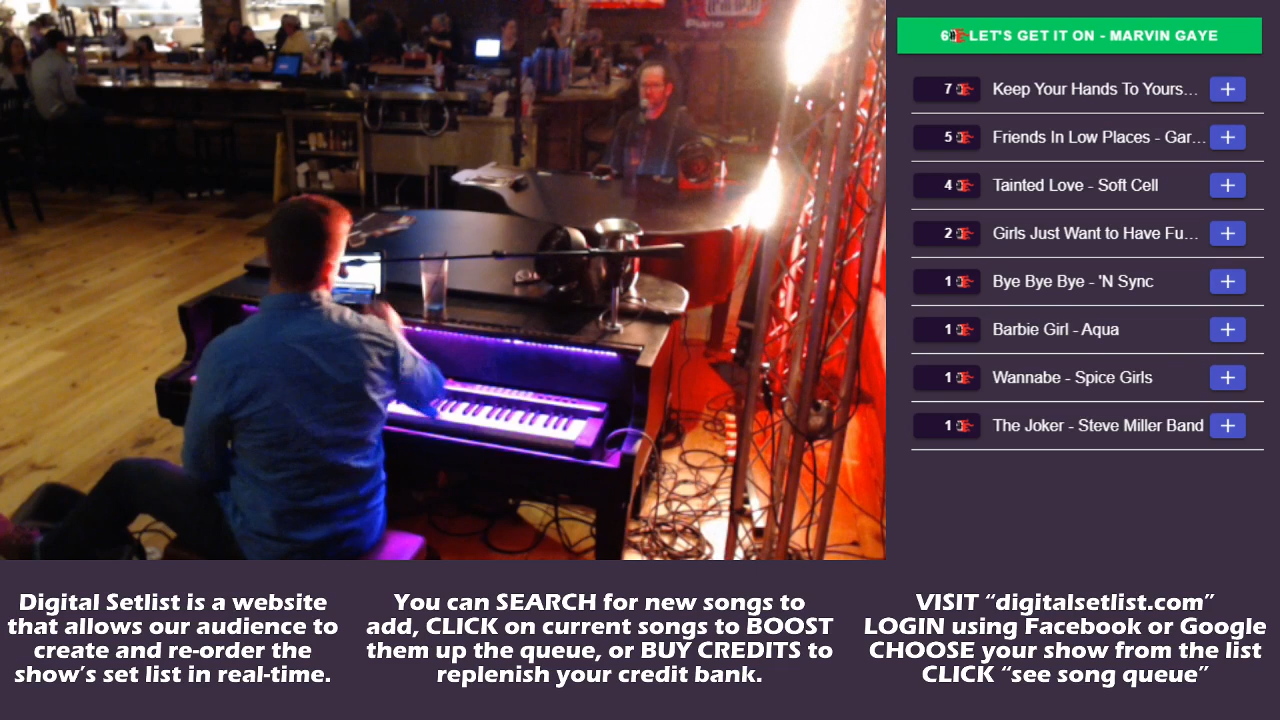 Piano
6 LET'S GET IT ON - MARVIN GAYE
7 Keep Your Hands To Yours...
5 Friends In Low Places - Gar...
4 Tainted Love - Soft Cell
2 Girls Just Want to Have Fu...
1 Bye Bye Bye - 'N Sync
1 Barbie Girl - Aqua
1 Wannabe - Spice Girls
1 The Joker - Steve Miller Band
Digital Setlist is a website
that allows our audience to
create and re-order the
show's set list in real-time.
You can SEARCH for new songs to
add, CLICK on current songs to BOOST
them up the queue, or BUY CREDITS to
replenish your credit bank.
VISIT “digitalsetlist.com”
LOGIN using Facebook or Google
CHOOSE your show from the list
CLICK “see song queue”